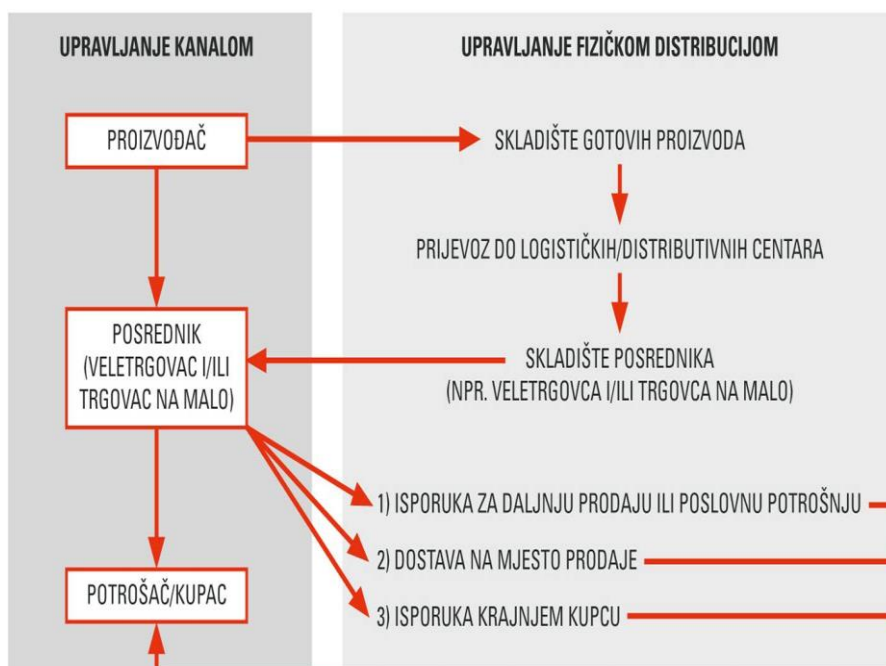 UPRAVLJANJE KANALOM
UPRAVLJANJE FIZIČKOM DISTRIBUCIJOM
PROIZVOĐAČ
SKLADIŠTE GOTOVIH PROIZVODA
PRIJEVOZ DO LOGISTIČKIH/DISTRIBUTIVNIH CENTARA
POSREDNIK
(VELETRGOVAC I/ILI
TRGOVAC NA MALO)
SKLADIŠTE POSREDNIKA
(NPR. VELETRGOVCA I/ILI TRGOVCA NA MALO)
1) ISPORUKA ZA DALJNJU PRODAJU ILI POSLOVNU POTROŠNJU
2) DOSTAVA NA MJESTO PRODAJE
3) ISPORUKA KRAJNJEM KUPCU
POTROŠAČ/KUPAC